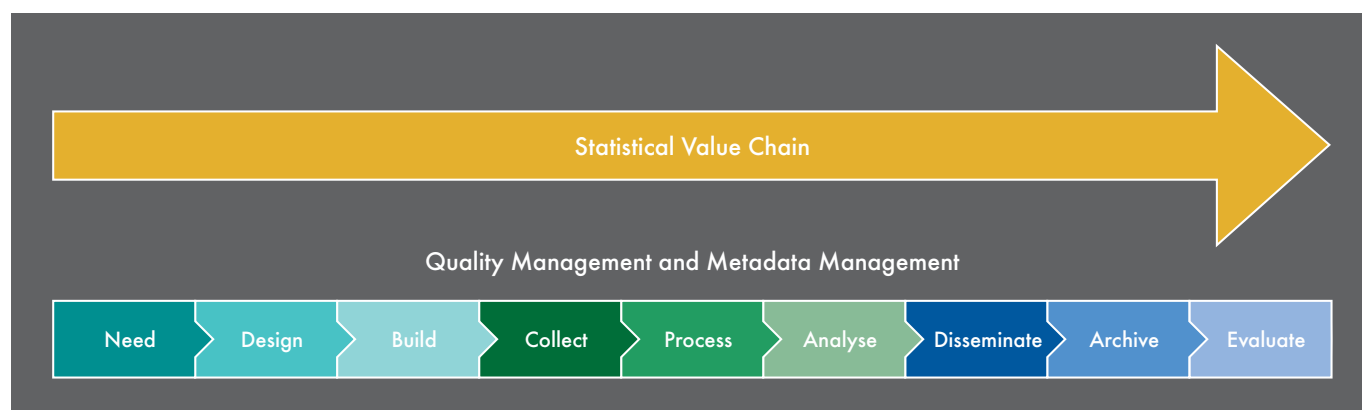 Statistical Value Chain
Quality Management and Metadata Management
Need
Design
Build
Collect
Process
Analyse
Disseminate
Archive
Evaluate